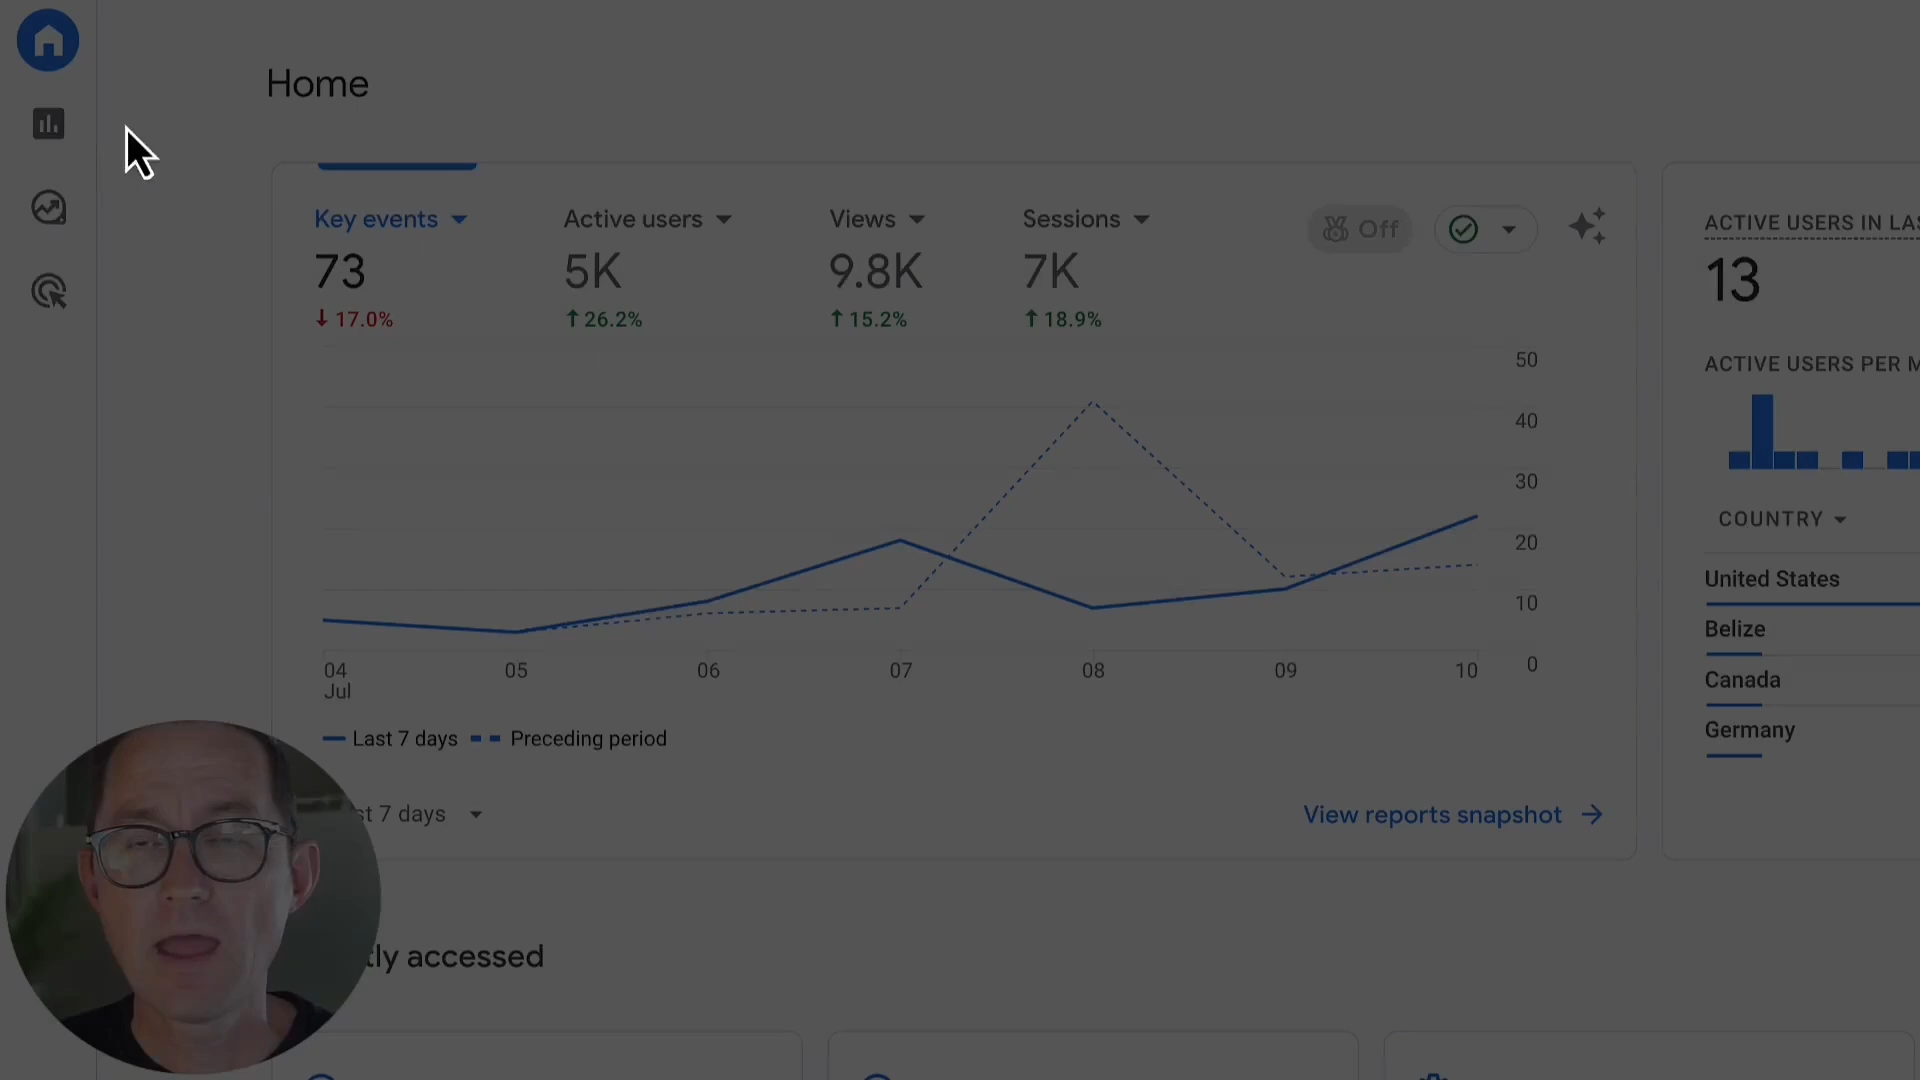 Home
Key events
73
17.0%
Active users
5K
26.2%
Views
9.8K
15.2%
Sessions
7K
18.9%
Off
50
40
30
20
10
0
04
Jul
05
06
07
08
09
10
Last 7 days
Preceding period
st 7 days
View reports snapshot
tly accessed
ACTIVE USERS IN LAS
13
ACTIVE USERS PER M
COUNTRY
United States
Belize
Canada
Germany